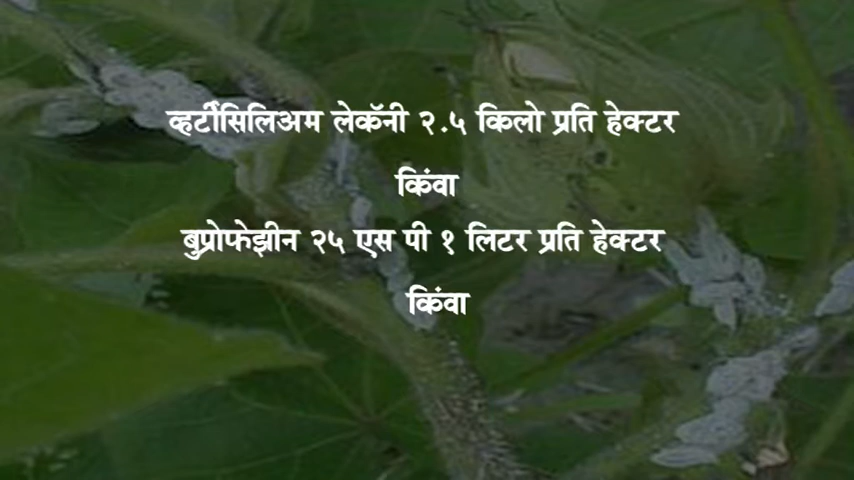 व्हर्टीसिलिअम लेकॅनी २.५ किलो प्रति हेक्टर
किंवा
बुप्रोफेझीन २५ एस पी १ लिटर प्रति हेक्टर
किंवा